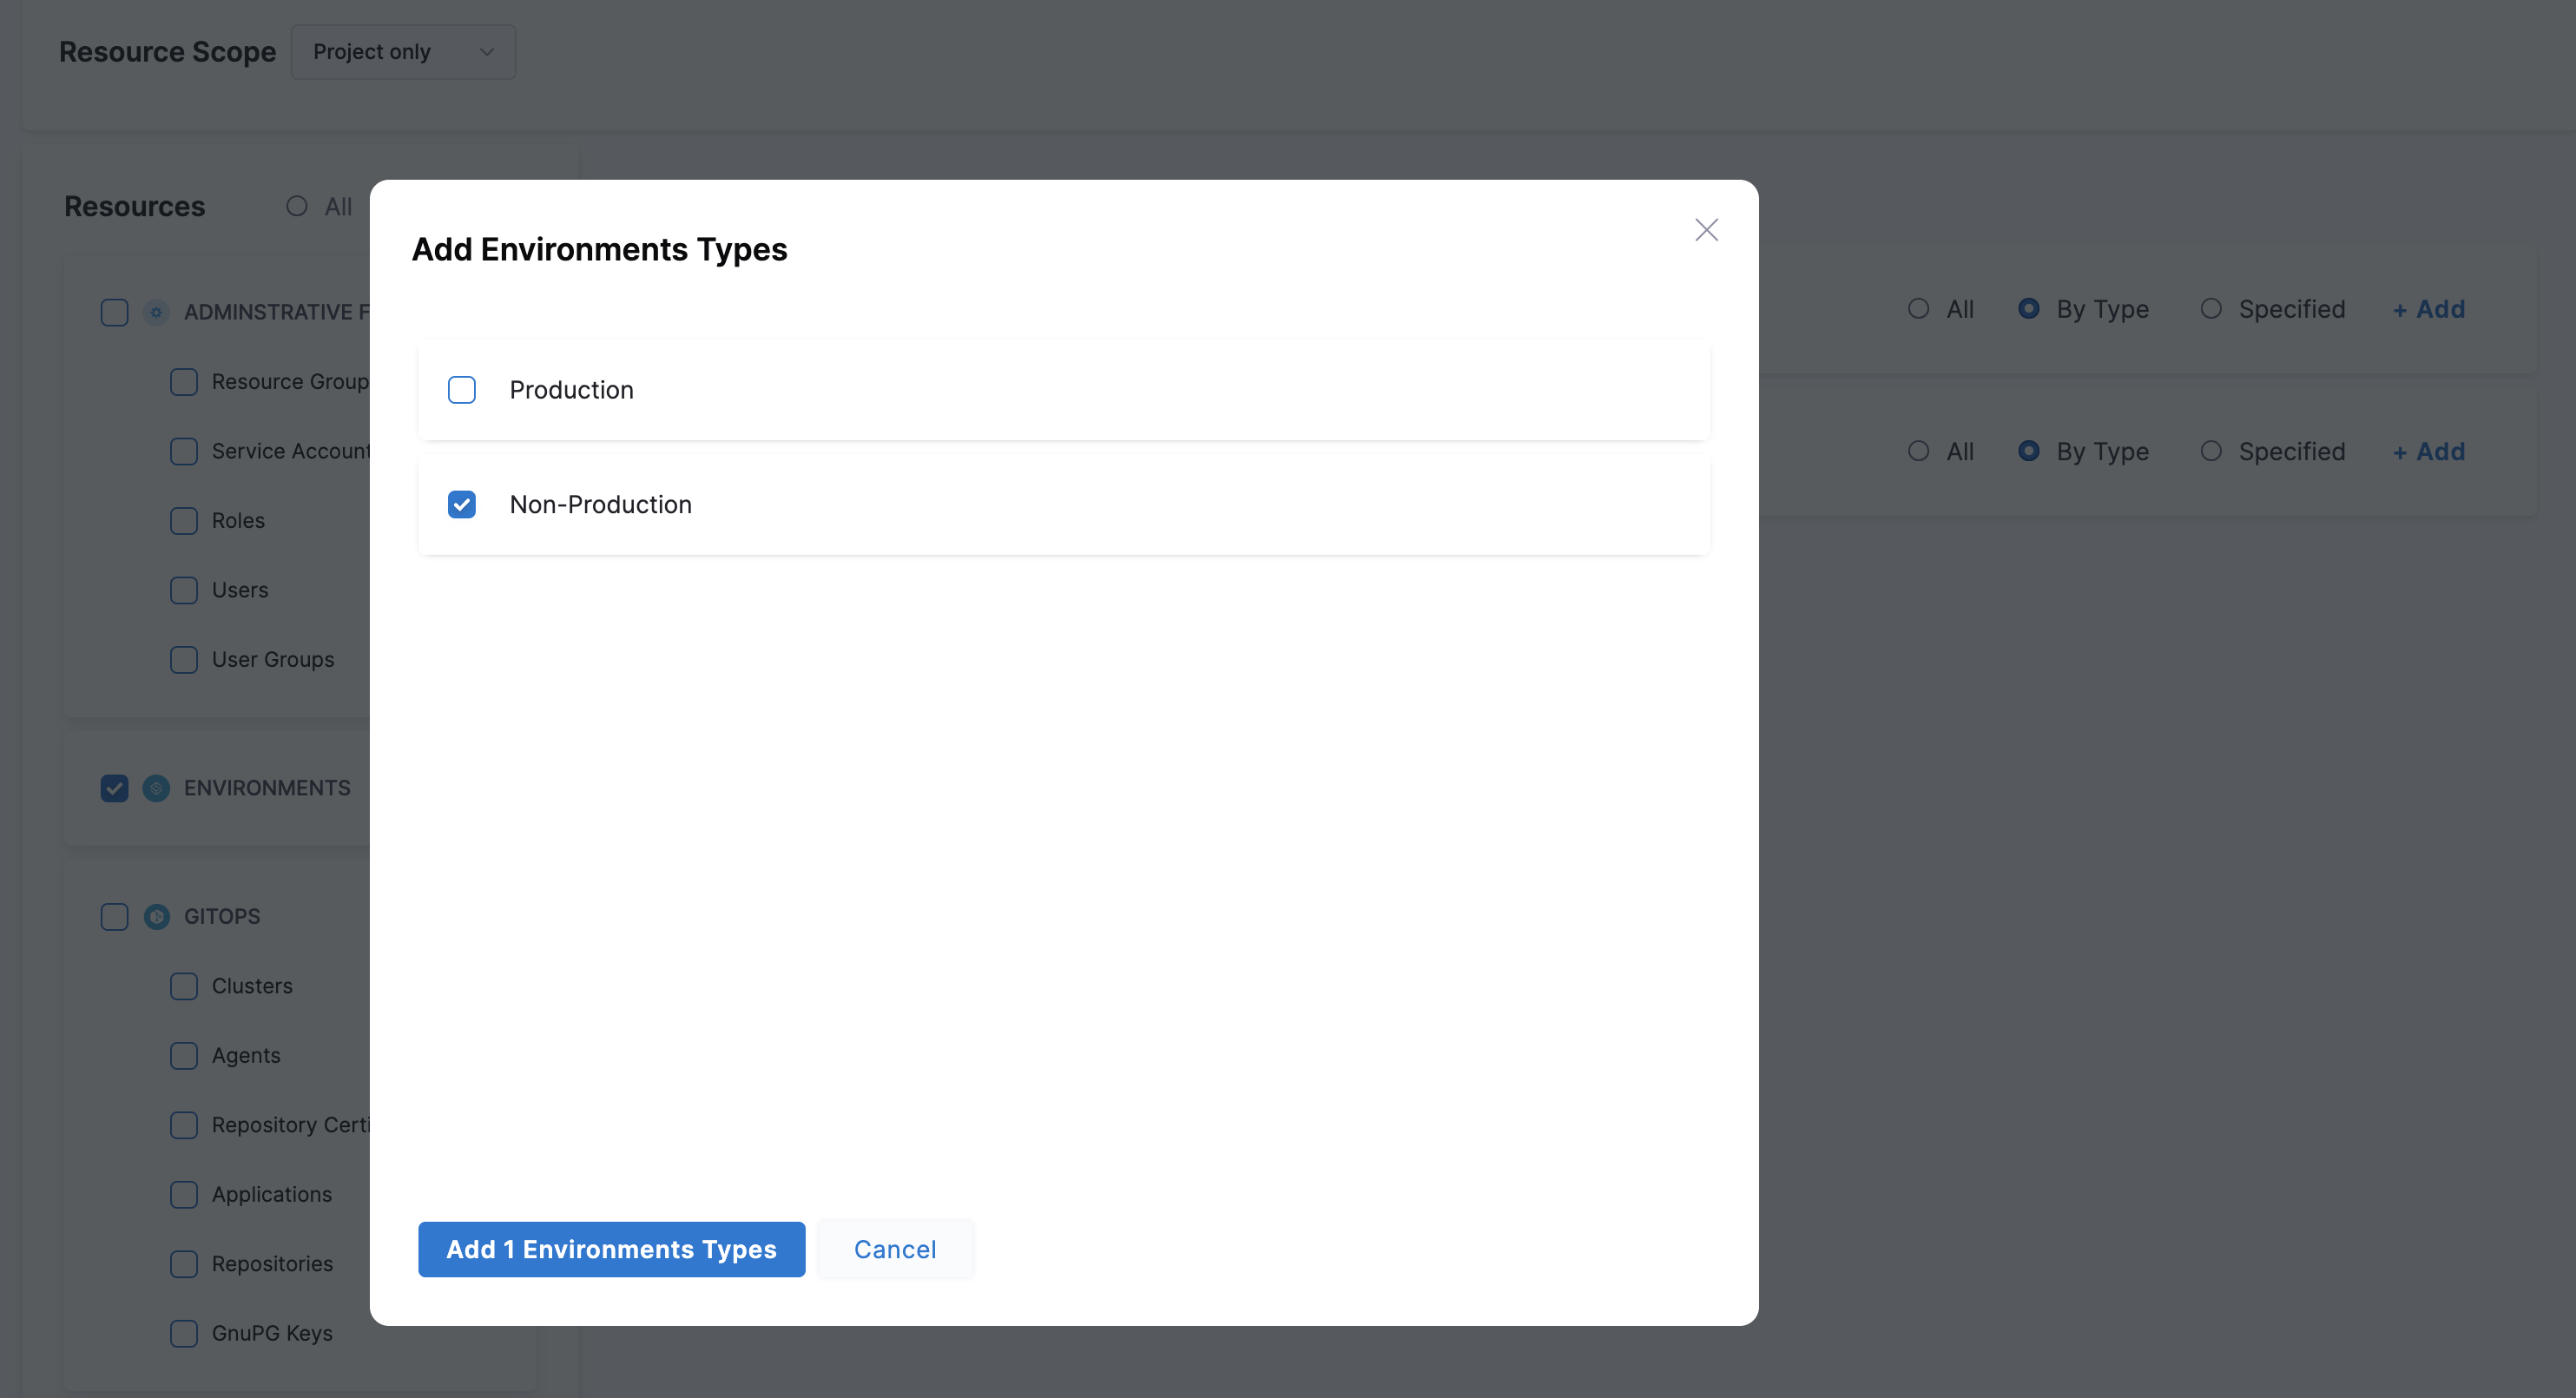 Resource Scope Project only
Resources All
Add Environments Types
ADMINSTRATIVE F
All By Type Specified + Add
Resource Group
Production
Service Account
All By Type Specified + Add
Non-Production
Roles
Users
User Groups
ENVIRONMENTS
GITOPS
Clusters
Agents
Repository Certi
Applications
Repositories
Add 1 Environments Types Cancel
GnuPG Keys